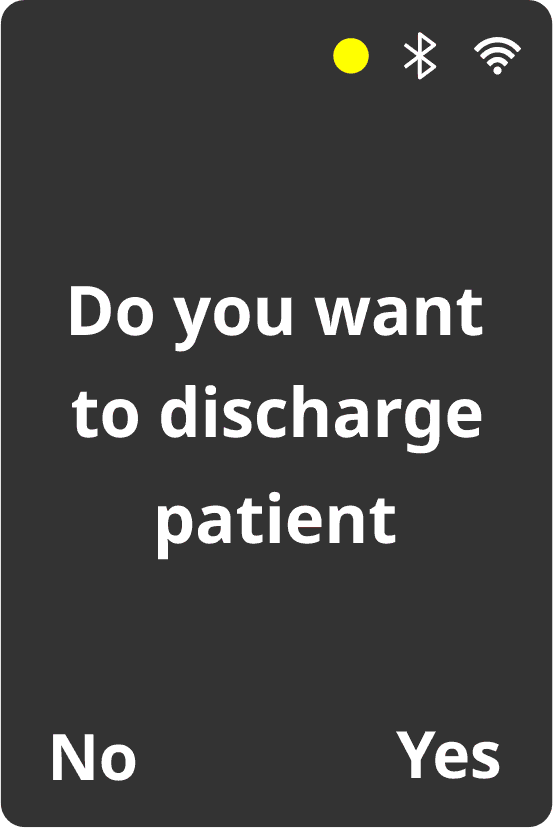 Do you want
to discharge
patient
No Yes